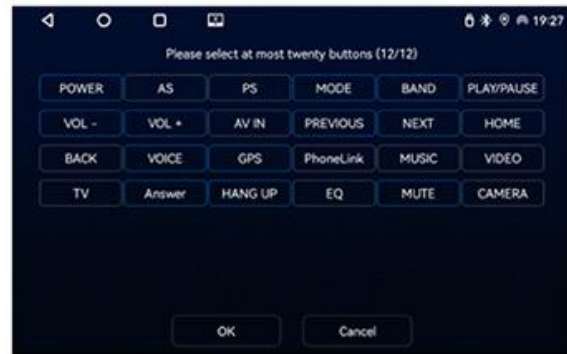 19:27
Please select at most twenty buttons (12/12)
POWER AS PS MODE BAND PLAY/PAUSE
VOL - VOL + AV IN PREVIOUS NEXT HOME
BACK VOICE GPS PhoneLink MUSIC VIDEO
TV Answer HANG UP EQ MUTE CAMERA
OK Cancel